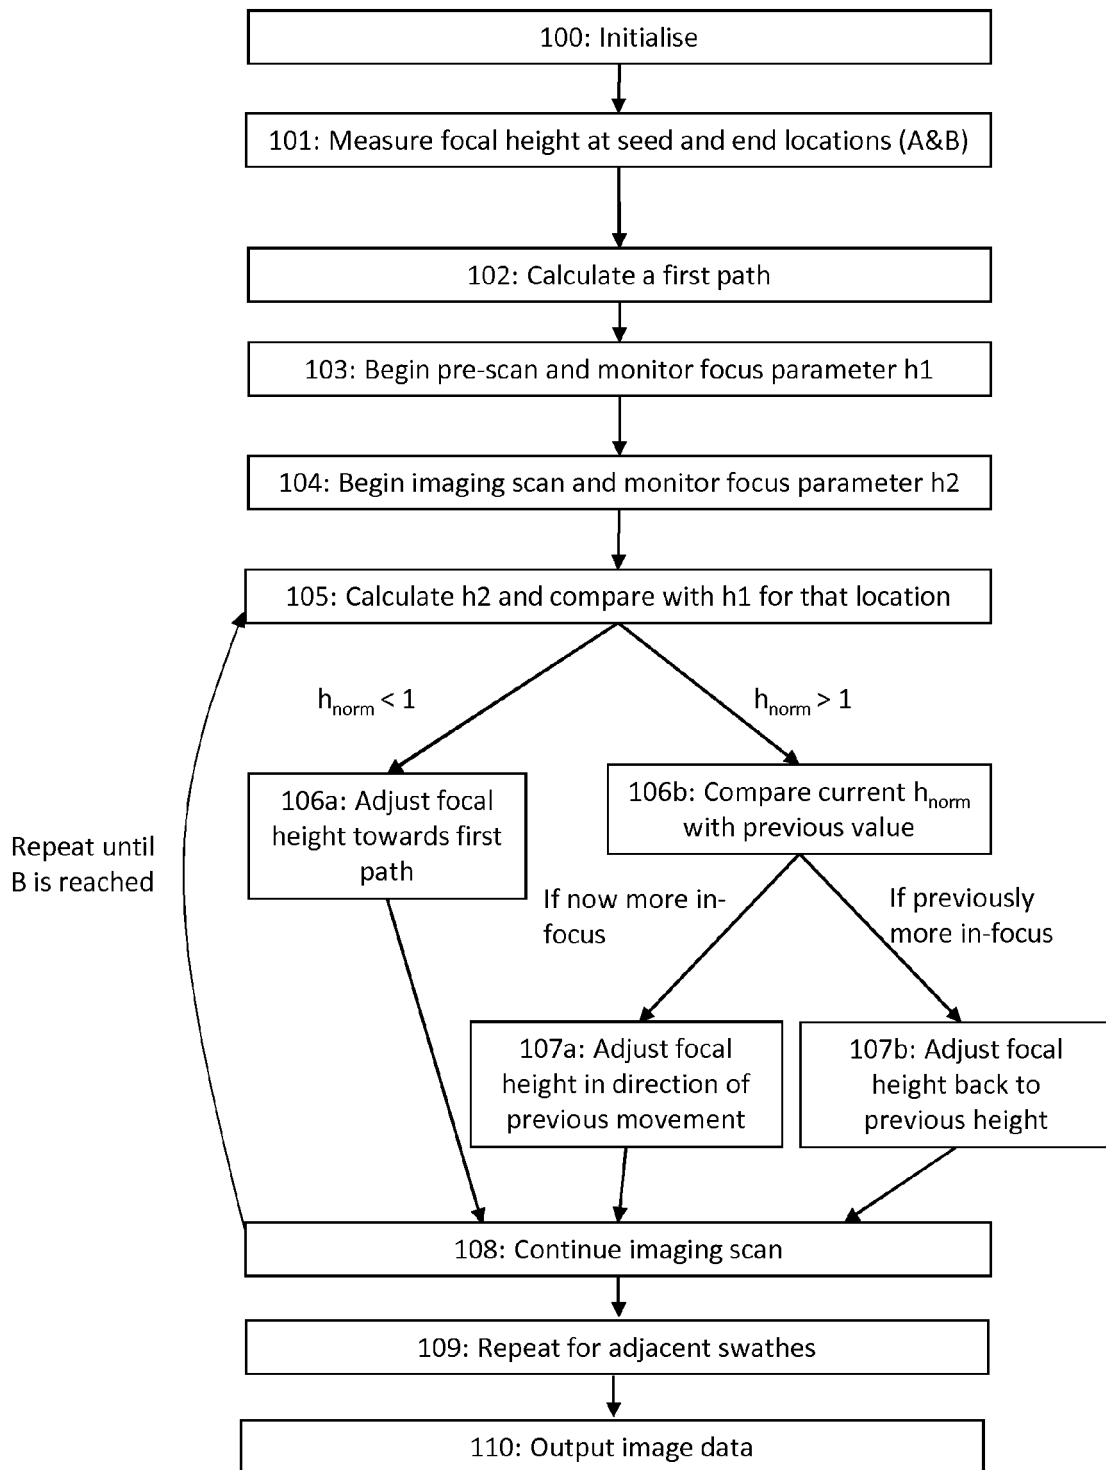 100: Initialise
101: Measure focal height at seed and end locations (A&B)
102: Calculate a first path
103: Begin pre-scan and monitor focus parameter h1
104: Begin imaging scan and monitor focus parameter h2
105: Calculate h2 and compare with h1 for that location
hnorm < 1
hnorm > 1
106a: Adjust focal
height towards first
path
106b: Compare current hnorm
with previous value
Repeat until
B is reached
If now more in-
focus
If previously
more in-focus
107a: Adjust focal
height in direction of
previous movement
107b: Adjust focal
height back to
previous height
108: Continue imaging scan
109: Repeat for adjacent swathes
110: Output image data